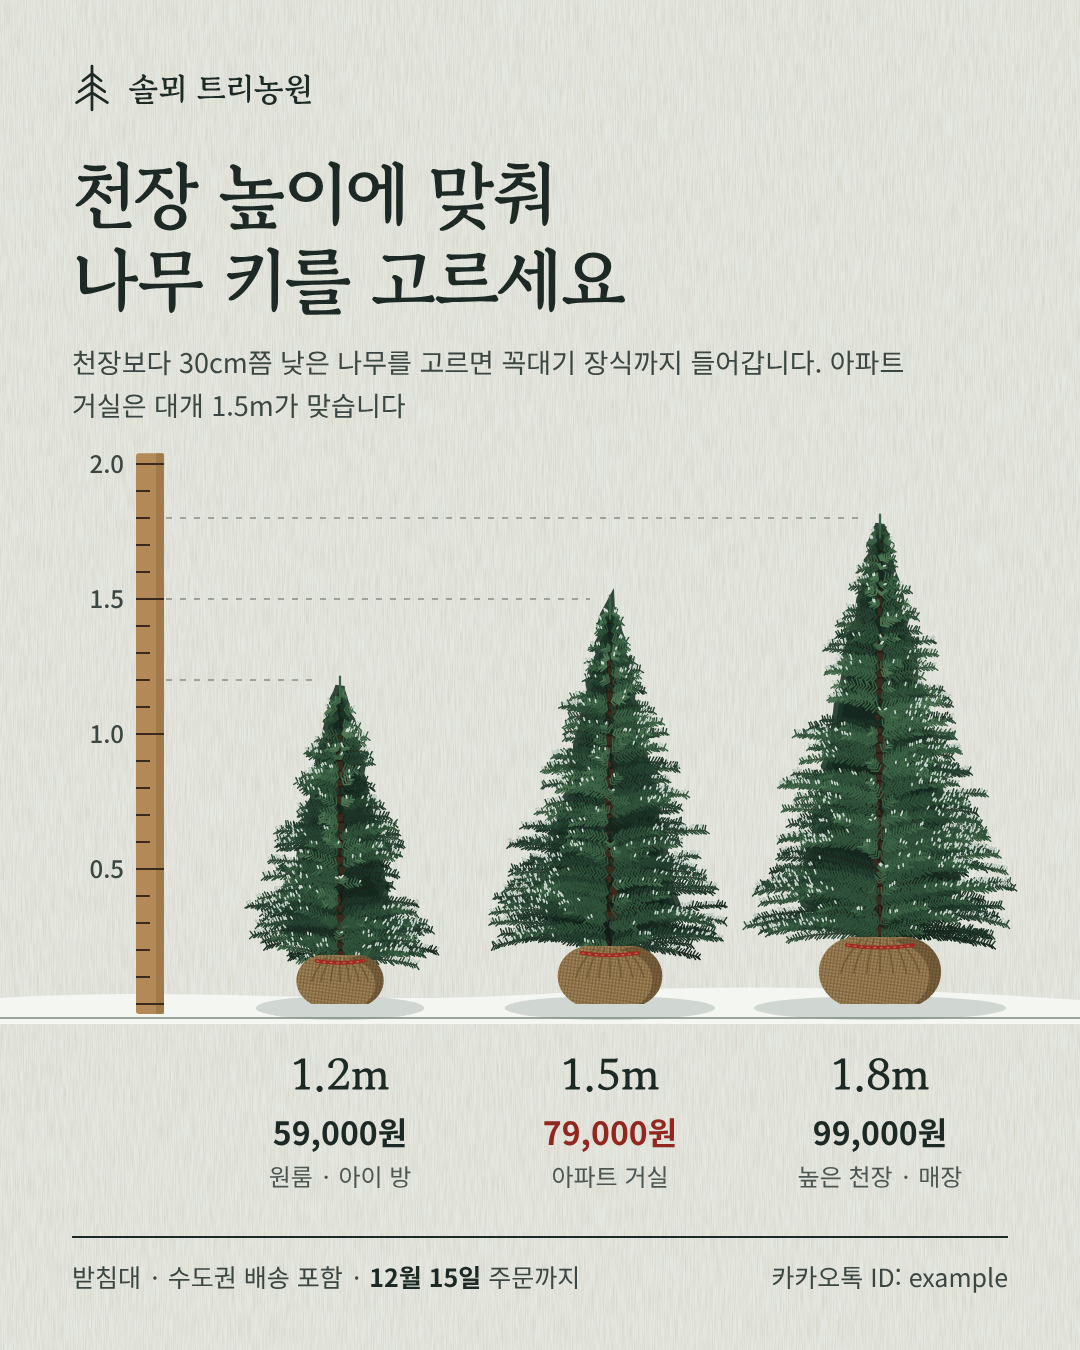 솔뫼 트리농원
천장 높이에 맞춰
나무 키를 고르세요
천장보다 30cm쯤 낮은 나무를 고르면 꼭대기 장식까지 들어갑니다. 아파트
거실은 대개 1.5m가 맞습니다
2.0
1.5
1.0
0.5
1.2m
59,000원
원룸 · 아이 방
1.5m
79,000원
아파트 거실
1.8m
99,000원
높은 천장 · 매장
받침대 · 수도권 배송 포함 · 12월 15일 주문까지
카카오톡 ID: example